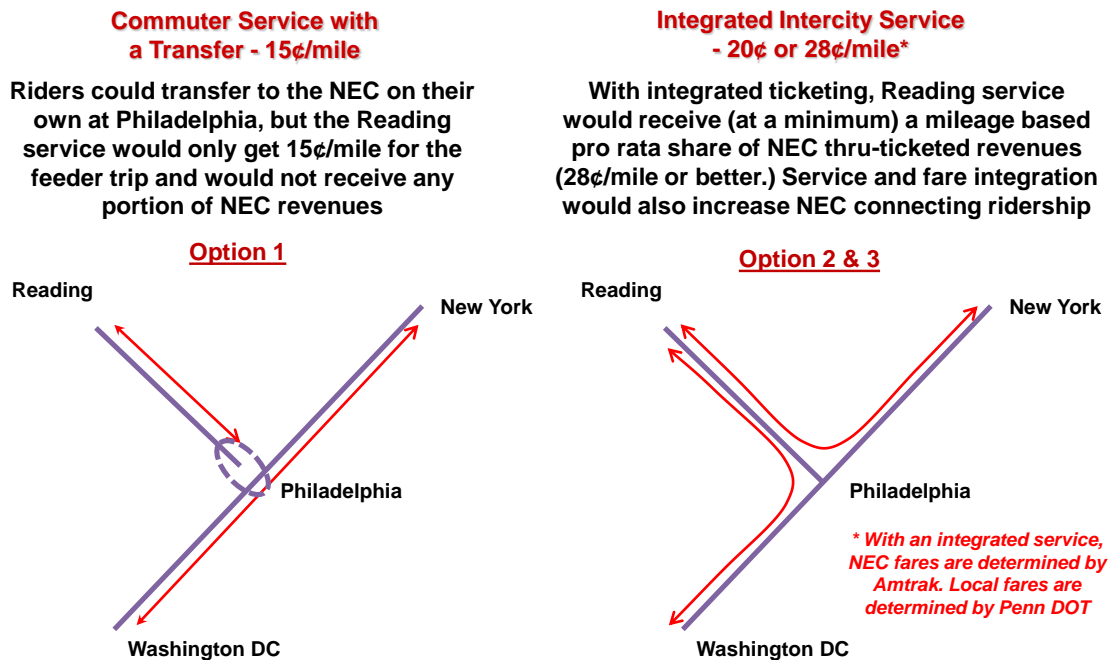 Commuter Service with
a Transfer - 15¢/mile
Riders could transfer to the NEC on their
own at Philadelphia, but the Reading
service would only get 15¢/mile for the
feeder trip and would not receive any
portion of NEC revenues
Option 1
Reading
New York
Philadelphia
Washington DC
Integrated Intercity Service
- 20¢ or 28¢/mile*
With integrated ticketing, Reading service
would receive (at a minimum) a mileage based
pro rata share of NEC thru-ticketed revenues
(28¢/mile or better.) Service and fare integration
would also increase NEC connecting ridership
Option 2 & 3
Reading
New York
Philadelphia
* With an integrated service,
NEC fares are determined by
Amtrak. Local fares are
determined by Penn DOT
Washington DC